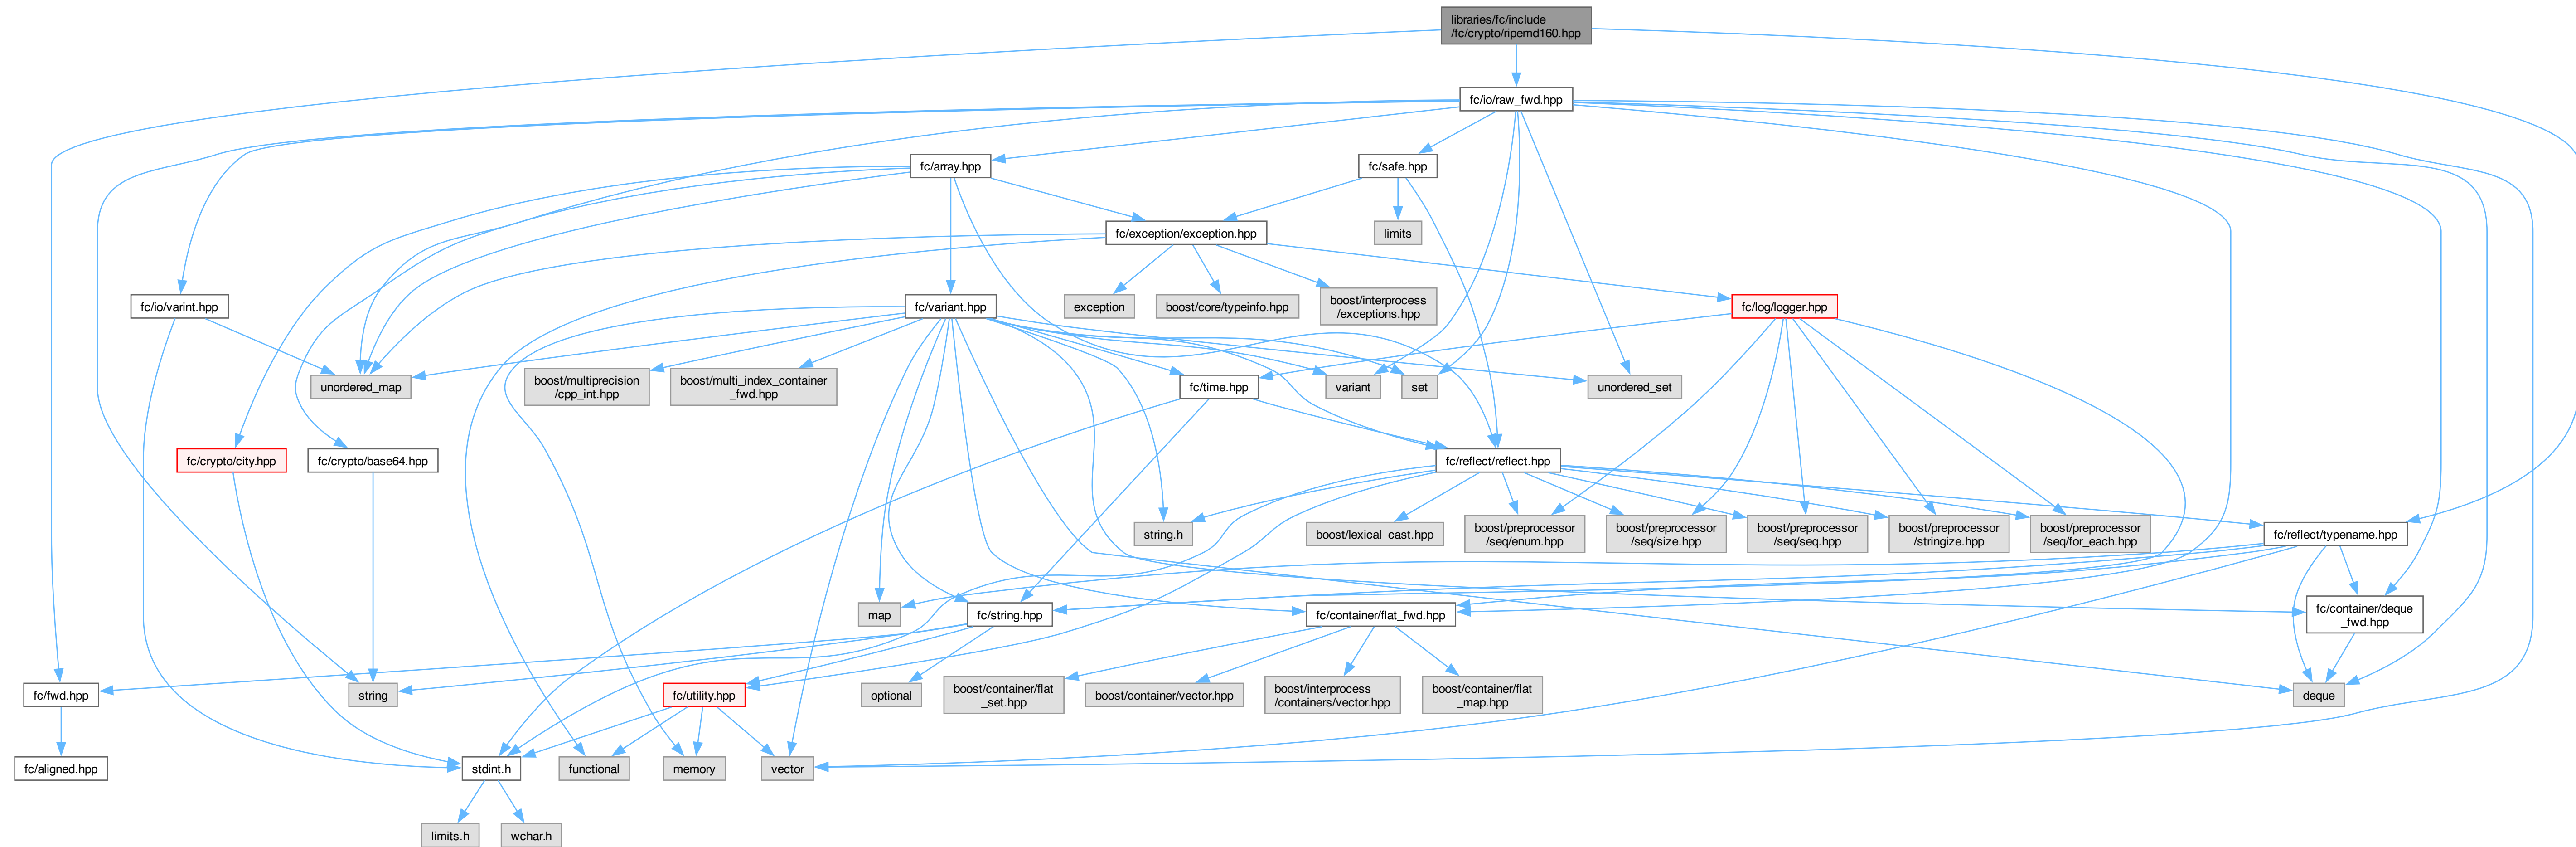 libraries/fc/include
/fc/crypto/ripemd160.hpp
fc/io/raw_fwd.hpp
fc/array.hpp
fc/safe.hpp
fc/exception/exception.hpp
limits
fc/io/varint.hpp
fc/variant.hpp
exception
boost/core/typeinfo.hpp
boost/interprocess
/exceptions.hpp
fc/log/logger.hpp
unordered_map
boost/multiprecision
/cpp_int.hpp
boost/multi_index_container
_fwd.hpp
fc/time.hpp
variant
set
unordered_set
fc/crypto/city.hpp
fc/crypto/base64.hpp
fc/reflect/reflect.hpp
string.h
boost/lexical_cast.hpp
boost/preprocessor
/seq/enum.hpp
boost/preprocessor
/seq/size.hpp
boost/preprocessor
/seq/seq.hpp
boost/preprocessor
/stringize.hpp
boost/preprocessor
/seq/for_each.hpp
fc/reflect/typename.hpp
map
fc/string.hpp
fc/container/flat_fwd.hpp
fc/container/deque
_fwd.hpp
fc/fwd.hpp
string
fc/utility.hpp
optional
boost/container/flat
_set.hpp
boost/container/vector.hpp
boost/interprocess
/containers/vector.hpp
boost/container/flat
_map.hpp
deque
fc/aligned.hpp
stdint.h
functional
memory
vector
limits.h
wchar.h